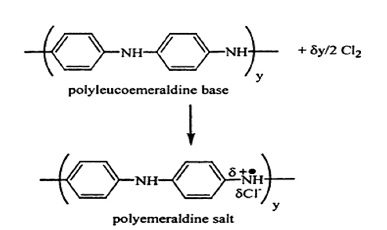 NH NH y + δy/2 Cl₂
polyleucoemeraldine base
NH δ+• NH δCl⁻ y
polyemeraldine salt